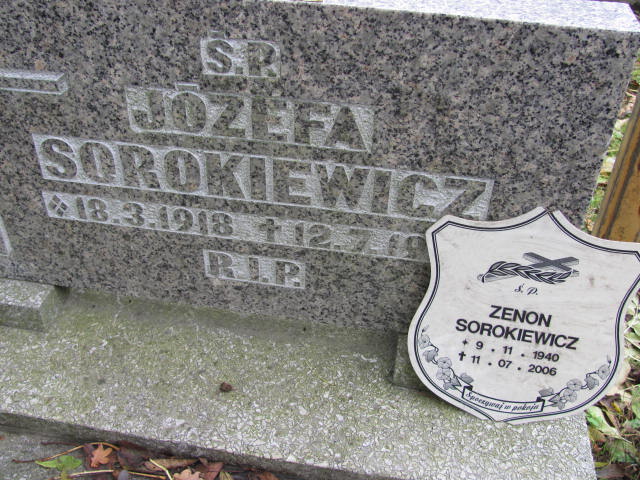 Ś.P.
JÓZEFA
SOROKIEWICZ
18.3.1918 † 12.7.19
R.I.P.
Ś. P.
ZENON
SOROKIEWICZ
* 9 · 11 · 1940
† 11 · 07 · 2006
Spoczywaj w pokoju